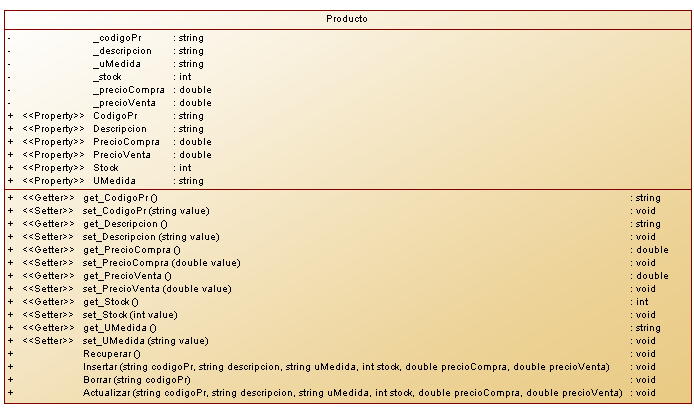 Producto
- _codigoPr : string
- _descripcion : string
- _uMedida : string
- _stock : int
- _precioCompra : double
- _precioVenta : double
+ <<Property>> CodigoPr : string
+ <<Property>> Descripcion : string
+ <<Property>> PrecioCompra : double
+ <<Property>> PrecioVenta : double
+ <<Property>> Stock : int
+ <<Property>> UMedida : string
+ <<Getter>> get_CodigoPr () : string
+ <<Setter>> set_CodigoPr (string value) : void
+ <<Getter>> get_Descripcion () : string
+ <<Setter>> set_Descripcion (string value) : void
+ <<Getter>> get_PrecioCompra () : double
+ <<Setter>> set_PrecioCompra (double value) : void
+ <<Getter>> get_PrecioVenta () : double
+ <<Setter>> set_PrecioVenta (double value) : void
+ <<Getter>> get_Stock () : int
+ <<Setter>> set_Stock (int value) : void
+ <<Getter>> get_UMedida () : string
+ <<Setter>> set_UMedida (string value) : void
+ Recuperar () : void
+ Insertar (string codigoPr, string descripcion, string uMedida, int stock, double precioCompra, double precioVenta) : void
+ Borrar (string codigoPr) : void
+ Actualizar (string codigoPr, string descripcion, string uMedida, int stock, double precioCompra, double precioVenta) : void